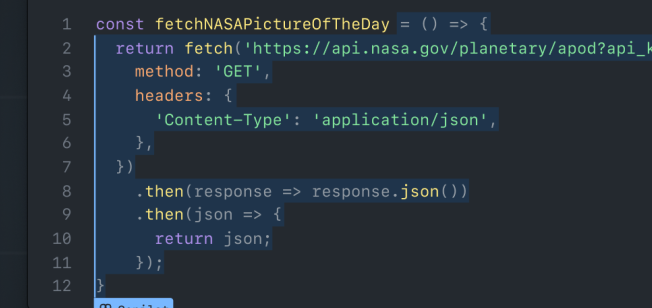 1 const fetchNASAPictureOfTheDay = () => {
2 return fetch('https://api.nasa.gov/planetary/apod?api_k
3 method: 'GET',
4 headers: {
5 'Content-Type': 'application/json',
6 },
7 })
8 .then(response => response.json())
9 .then(json => {
10 return json;
11 });
12 }
Copilot